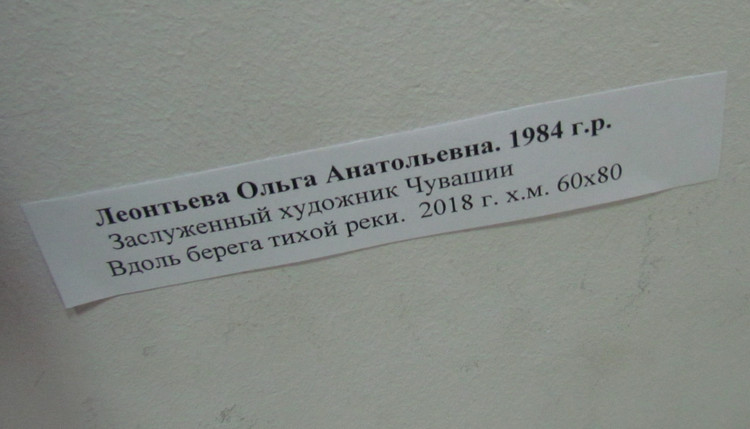 Леонтьева Ольга Анатольевна. 1984 г.р.
Заслуженный художник Чувашии
Вдоль берега тихой реки. 2018 г. х.м. 60х80